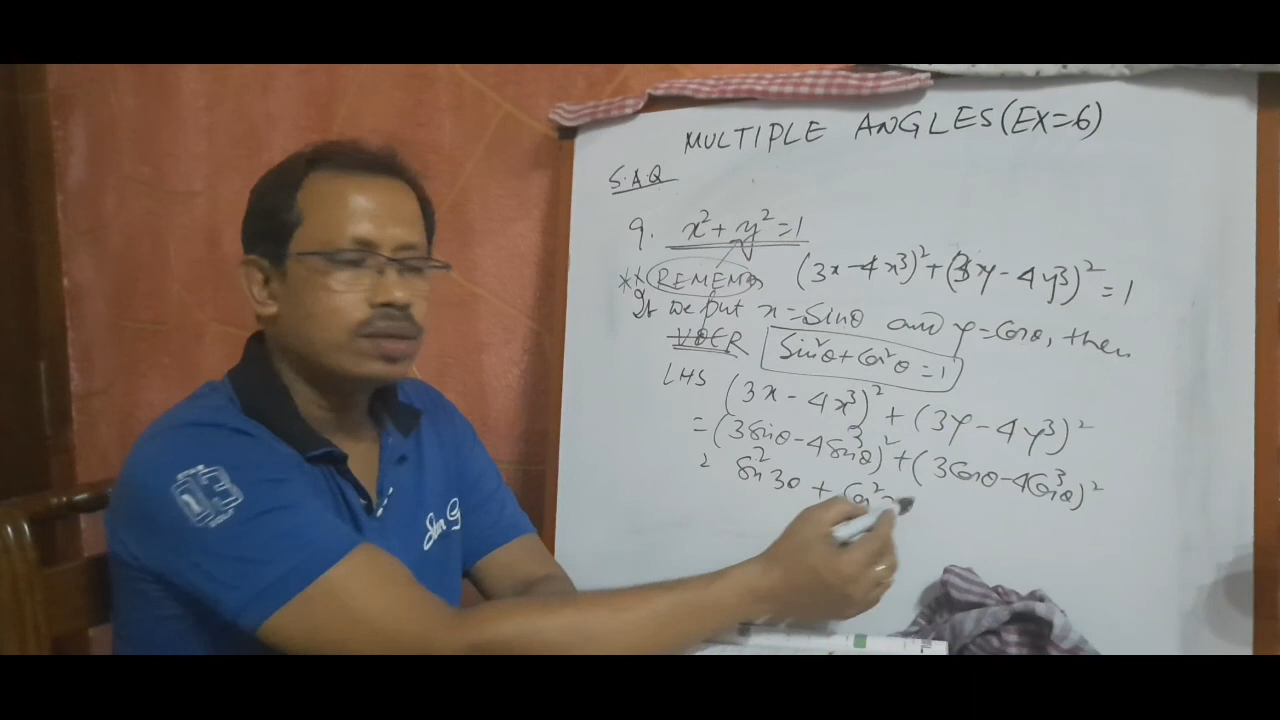 MULTIPLE ANGLES (EX=6)
S.A.Q
9. x² + y² = 1
** REMEM (3x - 4x³)² + (3y - 4y³)² = 1
If we put x = Sinθ and y = Cosθ, then
Sin²θ + Cos²θ = 1
LHS (3x - 4x³)² + (3y - 4y³)²
= (3Sinθ - 4Sin³θ)² + (3Cosθ - 4Cos³θ)²
= Sin²3θ + Cos²
13